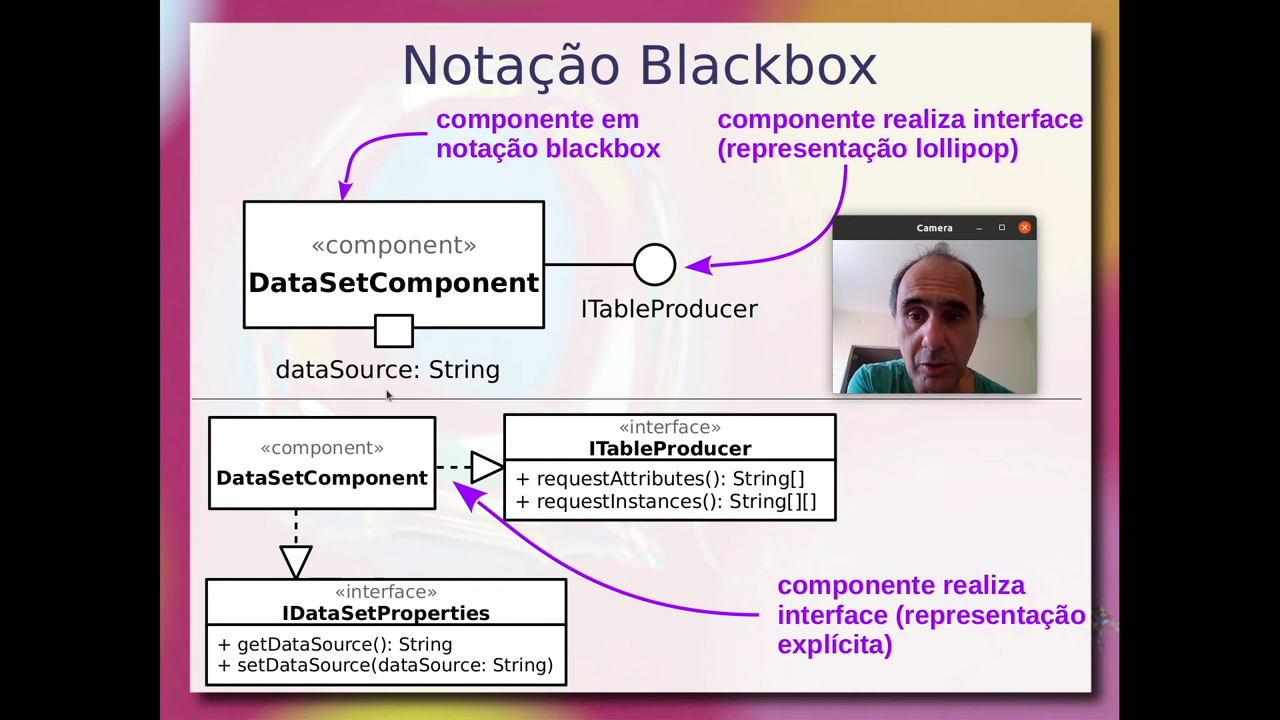 Notação Blackbox
componente em
notação blackbox
componente realiza interface
(representação lollipop)
«component»
DataSetComponent
ITableProducer
dataSource: String
Camera
«component»
DataSetComponent
«interface»
ITableProducer
+ requestAttributes(): String[]
+ requestInstances(): String[][]
«interface»
IDataSetProperties
+ getDataSource(): String
+ setDataSource(dataSource: String)
componente realiza
interface (representação
explícita)